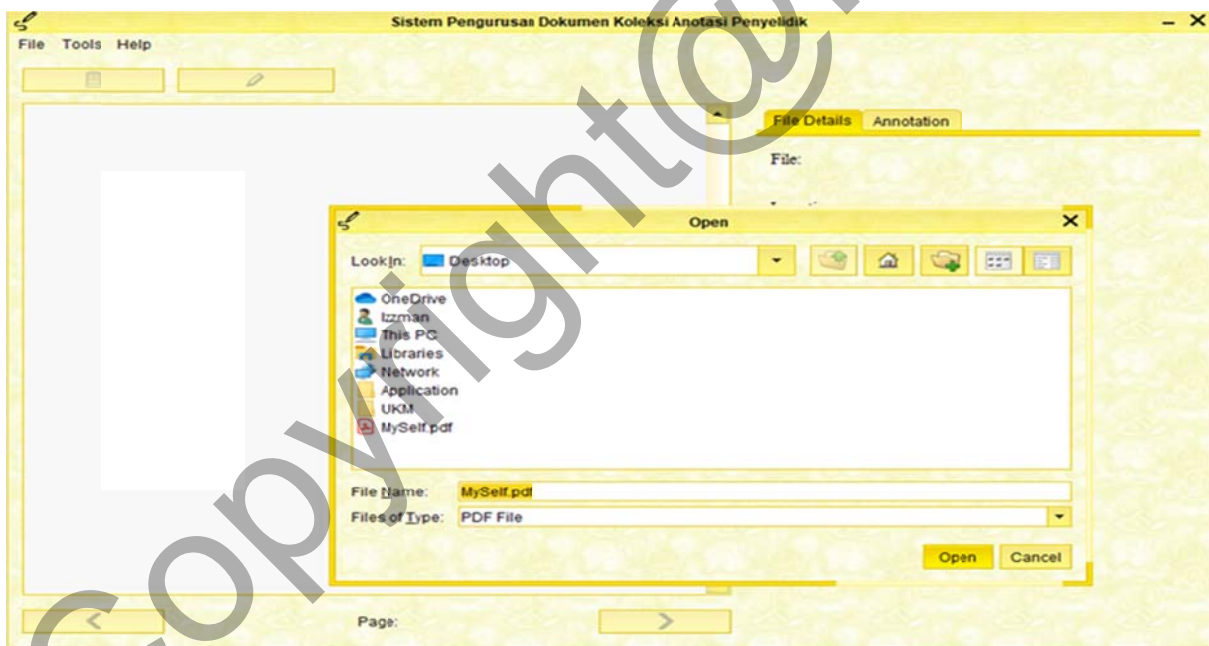 Sistem Pengurusan Dokumen Koleksi Anotasi Penyelidik
File Tools Help
File Details Annotation
File:
Open
Look In: Desktop
OneDrive
Izzman
This PC
Libraries
Network
Application
UKM
MySelf.pdf
File Name: MySelf.pdf
Files of Type: PDF File
Open Cancel
< Page: >
Copyright@